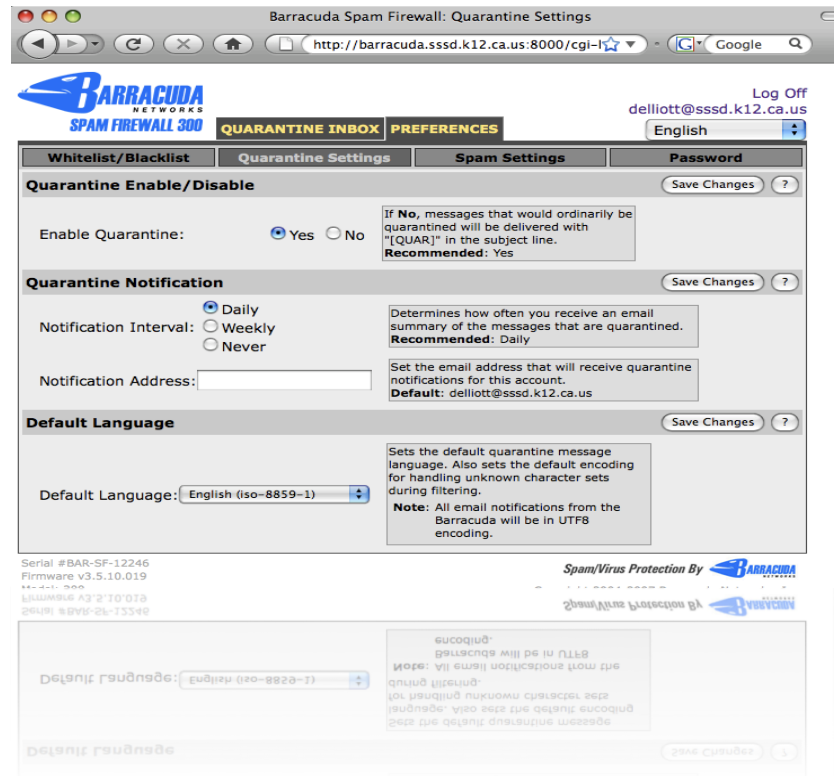 Barracuda Spam Firewall: Quarantine Settings
http://barracuda.sssd.k12.ca.us:8000/cgi-
Google
BARRACUDA
NETWORKS
SPAM FIREWALL 300
Log Off
delliott@sssd.k12.ca.us
QUARANTINE INBOX
PREFERENCES
English
Whitelist/Blacklist
Quarantine Settings
Spam Settings
Password
Quarantine Enable/Disable
Save Changes
?
Enable Quarantine:
Yes
No
If No, messages that would ordinarily be
quarantined will be delivered with
"[QUAR]" in the subject line.
Recommended: Yes
Quarantine Notification
Save Changes
?
Notification Interval:
Daily
Weekly
Never
Determines how often you receive an email
summary of the messages that are quarantined.
Recommended: Daily
Notification Address:
Set the email address that will receive quarantine
notifications for this account.
Default: delliott@sssd.k12.ca.us
Default Language
Save Changes
?
Default Language:
English (iso-8859-1)
Sets the default quarantine message
language. Also sets the default encoding
for handling unknown character sets
during filtering.
Note: All email notifications from the
Barracuda will be in UTF8
encoding.
Serial #BAR-SF-12246
Firmware v3.5.10.019
Spam/Virus Protection By
BARRACUDA
NETWORKS